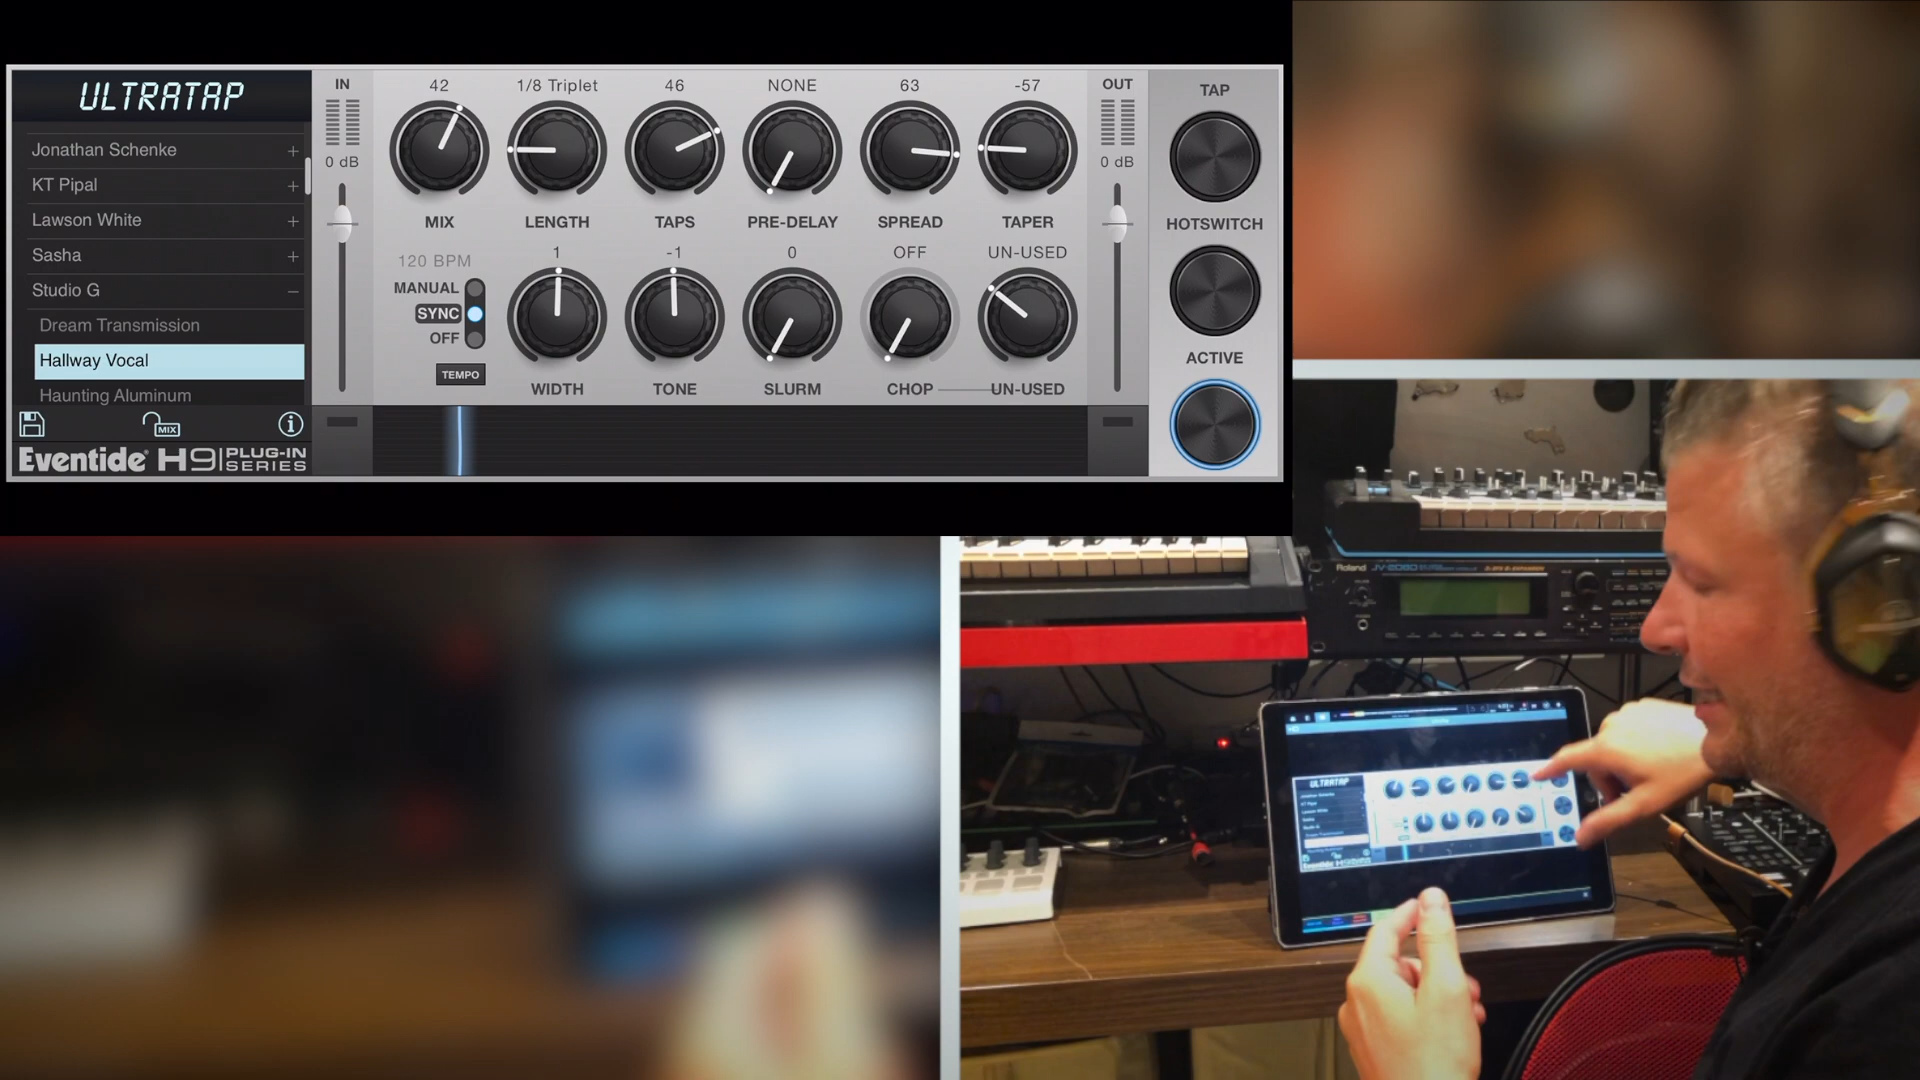 ULTRATAP
Jonathan Schenke +
KT Pipal +
Lawson White +
Sasha +
Studio G –
Dream Transmission
Hallway Vocal
Haunting Aluminum
MIX
i
Eventide® H9 PLUG-IN SERIES
IN
0 dB
42 1/8 Triplet 46 NONE 63 -57
MIX LENGTH TAPS PRE-DELAY SPREAD TAPER
120 BPM
MANUAL
SYNC
OFF
TEMPO
1 -1 0 OFF UN-USED
WIDTH TONE SLURM CHOP UN-USED
OUT
0 dB
TAP
HOTSWITCH
ACTIVE
Roland JV-2080
ULTRATAP
Eventide H9